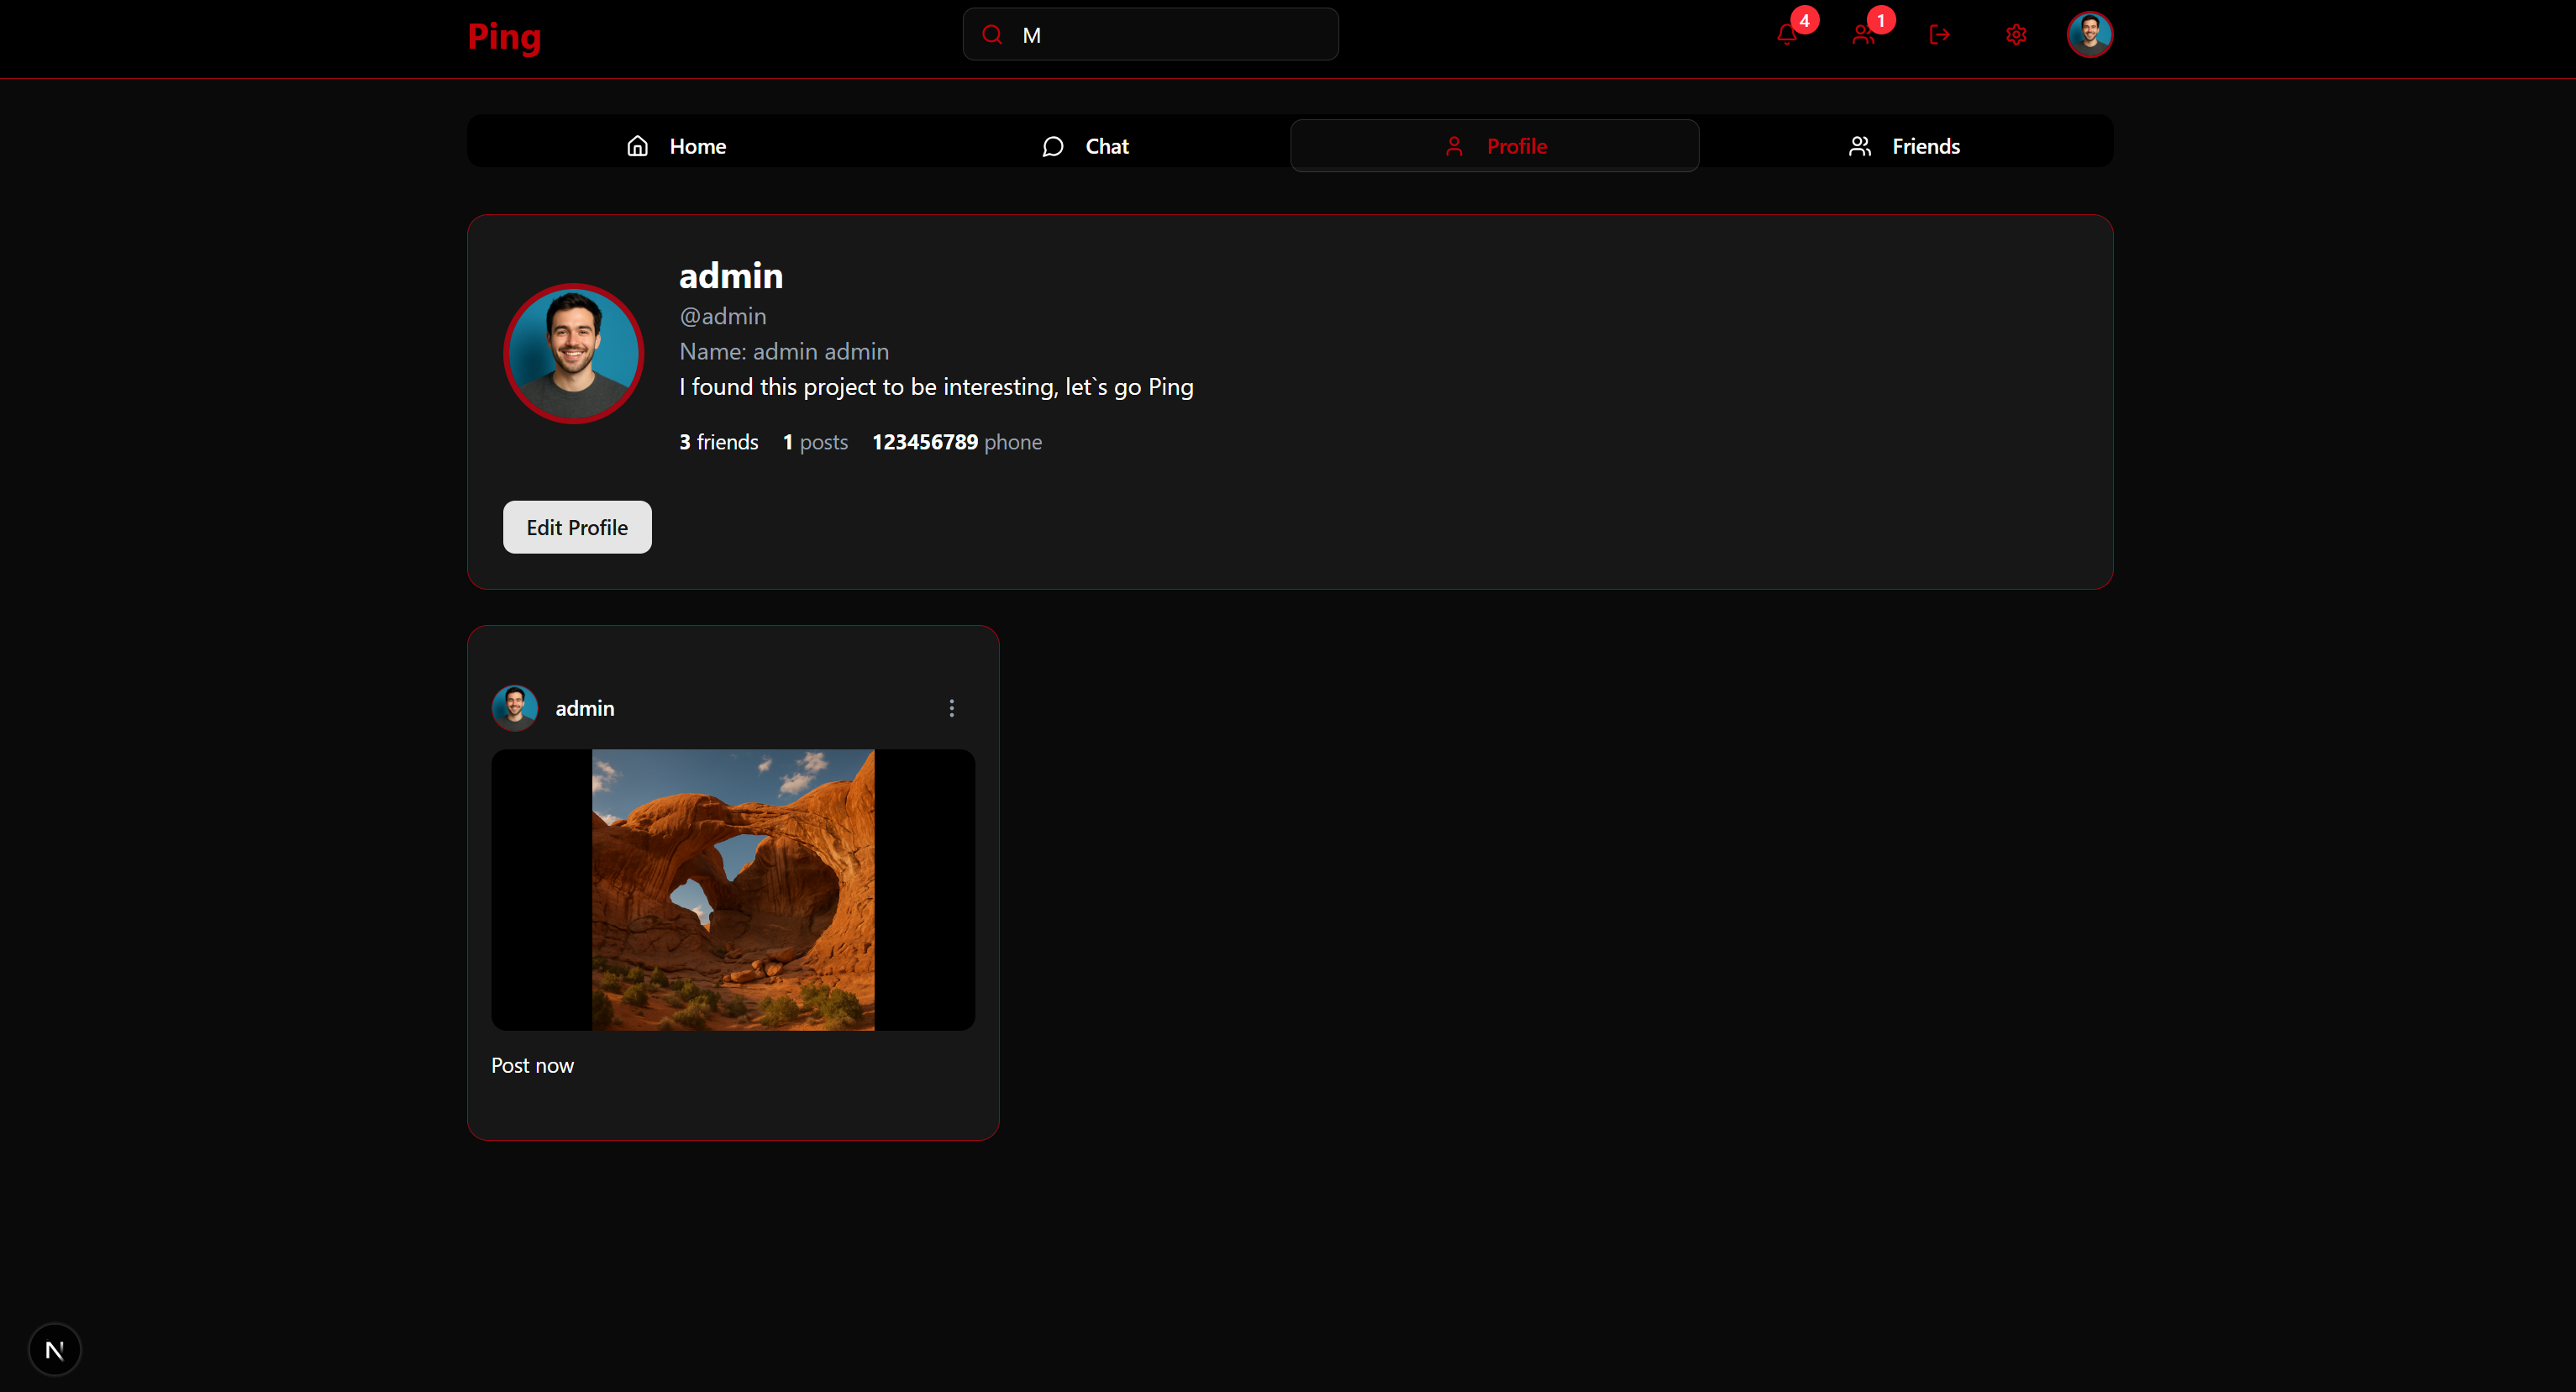 Ping
M
4
1
Home
Chat
Profile
Friends
admin
@admin
Name: admin admin
I found this project to be interesting, let`s go Ping
3 friends 1 posts 123456789 phone
Edit Profile
admin
Post now
N